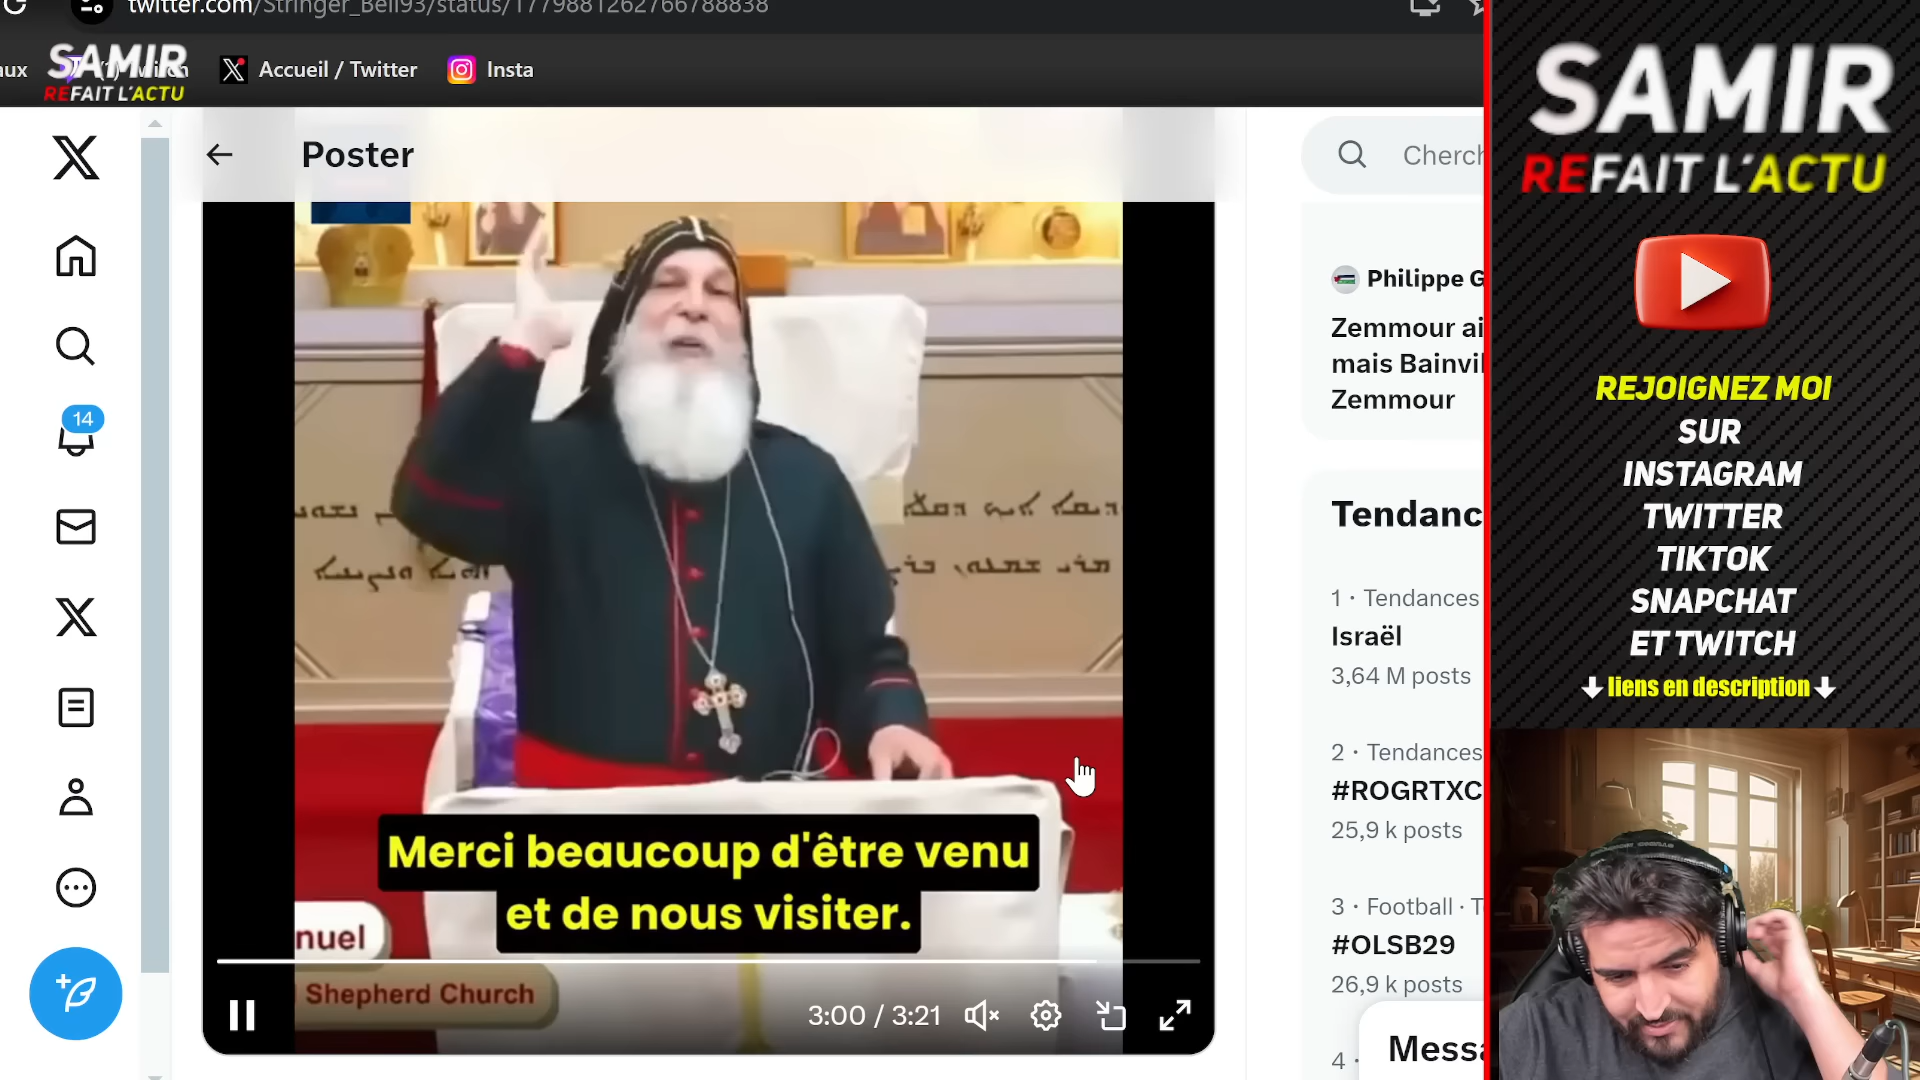 twitter.com/Stringer_Bell93/status/1779881262766788838
aux
SAMIR
REFAIT L'ACTU
Accueil / Twitter
Insta
Poster
14
Merci beaucoup d'être venu
et de nous visiter.
nuel
Shepherd Church
3:00 / 3:21
Cherch
Philippe G
Zemmour ai
mais Bainvil
Zemmour
Tendanc
1 · Tendances
Israël
3,64 M posts
2 · Tendances
#ROGRTXC
25,9 k posts
3 · Football · T
#OLSB29
26,9 k posts
4 ·
Messa
SAMIR
REFAIT L'ACTU
REJOIGNEZ MOI
SUR
INSTAGRAM
TWITTER
TIKTOK
SNAPCHAT
ET TWITCH
liens en description